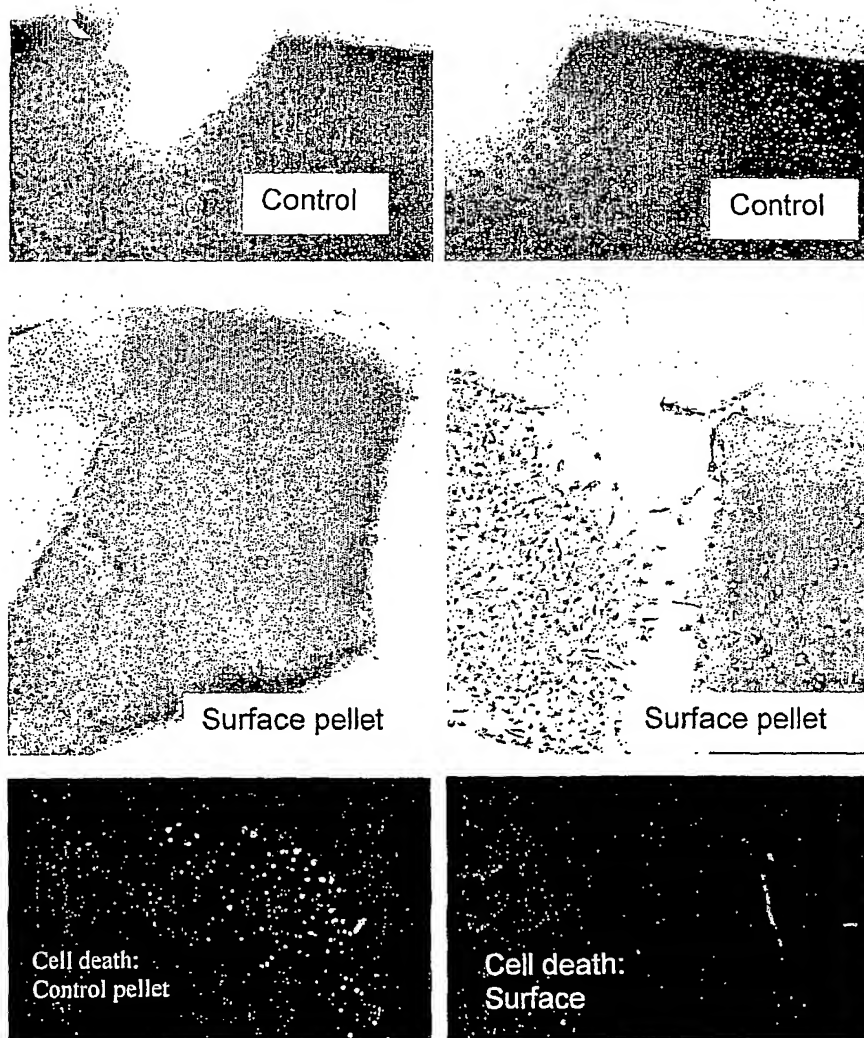 Control
Control
Surface pellet
Surface pellet
Cell death:
Control pellet
Cell death:
Surface